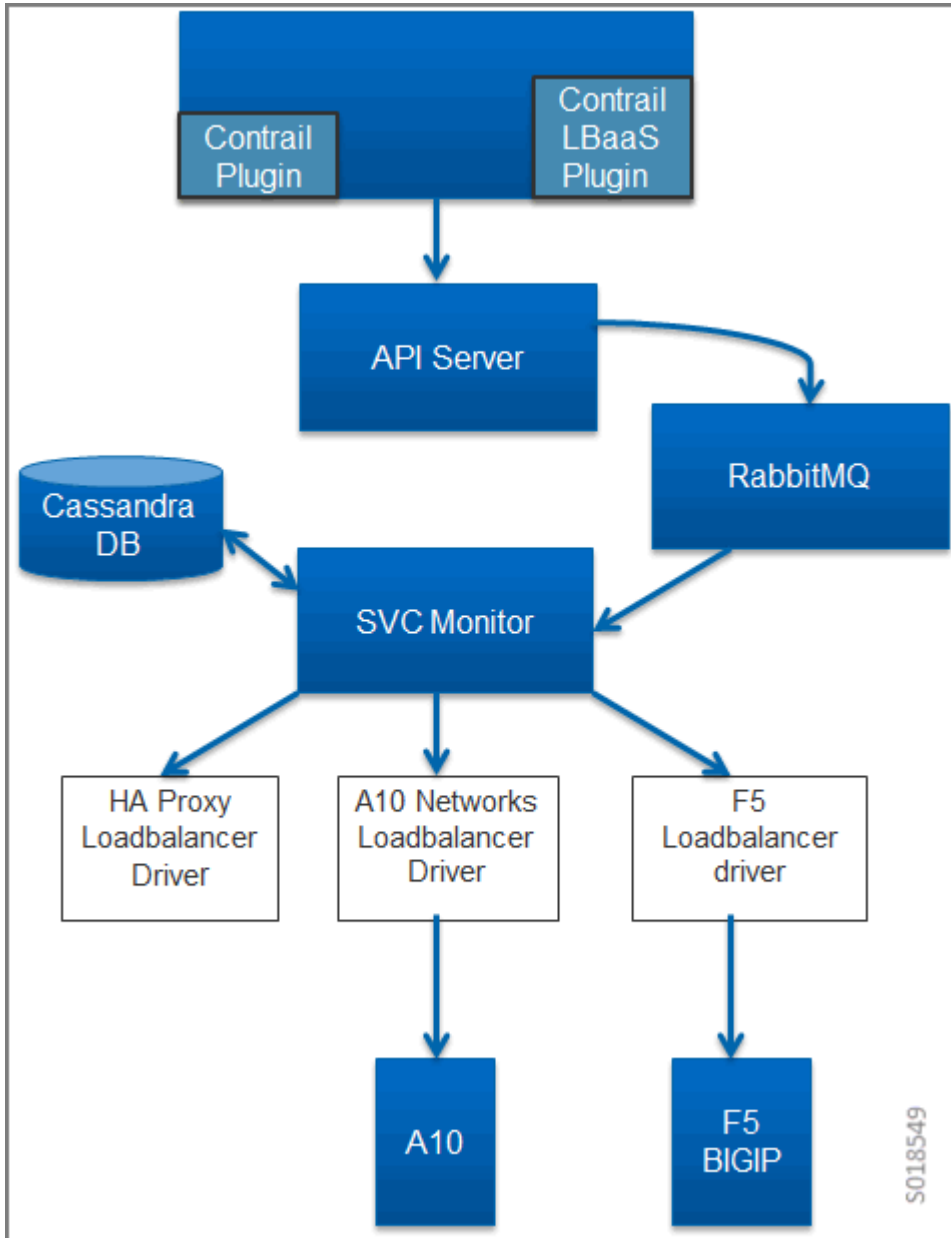 Contrail
Plugin
Contrail
LBaaS
Plugin
API Server
RabbitMQ
Cassandra
DB
SVC Monitor
HA Proxy
Loadbalancer
Driver
A10 Networks
Loadbalancer
Driver
F5
Loadbalancer
driver
A10
F5
BIGIP
S018549